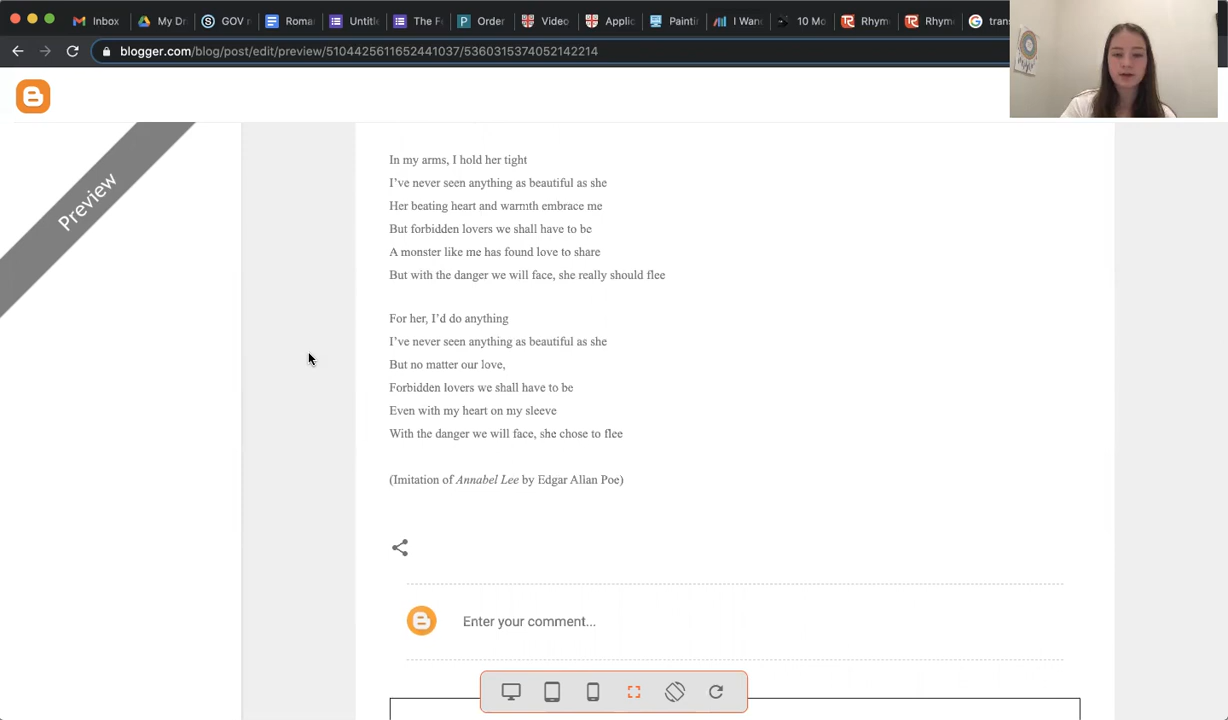 Inbox
My Dr
GOV n
Roma
Untitle
The F
Order
Video
Applic
Paintin
I Wan
10 Mo
Rhym
Rhym
trans
blogger.com/blog/post/edit/preview/5104425611652441037/5360315374052142214
Preview
In my arms, I hold her tight
I've never seen anything as beautiful as she
Her beating heart and warmth embrace me
But forbidden lovers we shall have to be
A monster like me has found love to share
But with the danger we will face, she really should flee
For her, I'd do anything
I've never seen anything as beautiful as she
But no matter our love,
Forbidden lovers we shall have to be
Even with my heart on my sleeve
With the danger we will face, she chose to flee
(Imitation of Annabel Lee by Edgar Allan Poe)
Enter your comment...